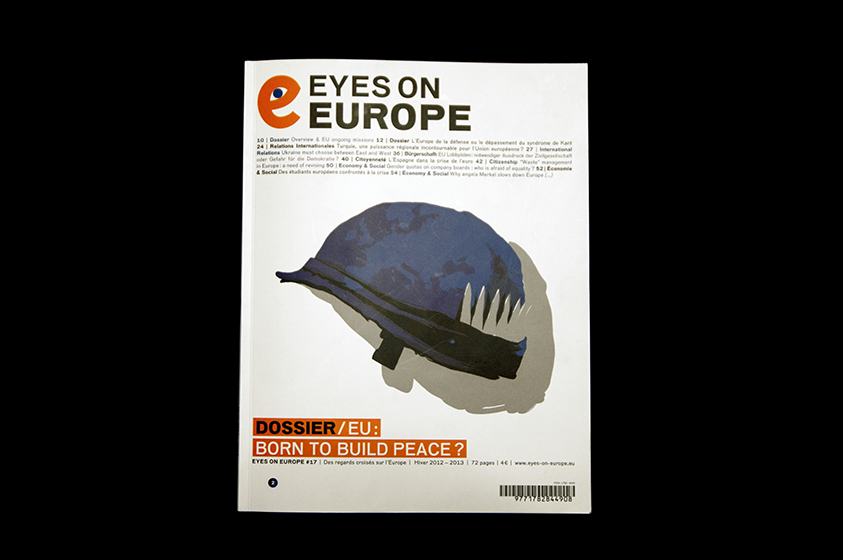 e EYES ON
EUROPE
10 | Dossier Overview & EU ongoing missions 12 | Dossier L'Europe de la défense ou le dépassement du syndrome de Kant
24 | Relations Internationales Turquie, une puissance régionale incontournable pour l'Union européenne ? 27 | International
Relations Ukraine must choose between East and West 36 | Bürgerschaft EU Lobbyisten: notwendiger Ausdruck der Zivilgesellschaft
oder Gefahr für die Demokratie ? 40 | Citoyenneté L'Espagne dans la crise de l'euro 42 | Citizenship "Waste" management
in Europe : a need of revising 50 | Economy & Social Gender quotas on company boards : who is afraid of equality ? 52 | Economie
& Social Des étudiants européens confrontés à la crise 54 | Economy & Social Why angela Merkel slows down Europe (...)
DOSSIER / EU :
BORN TO BUILD PEACE ?
EYES ON EUROPE #17 | Des regards croisés sur l'Europe | Hiver 2012 – 2013 | 72 pages | 4€ | www.eyes-on-europe.eu
2
9771782844908